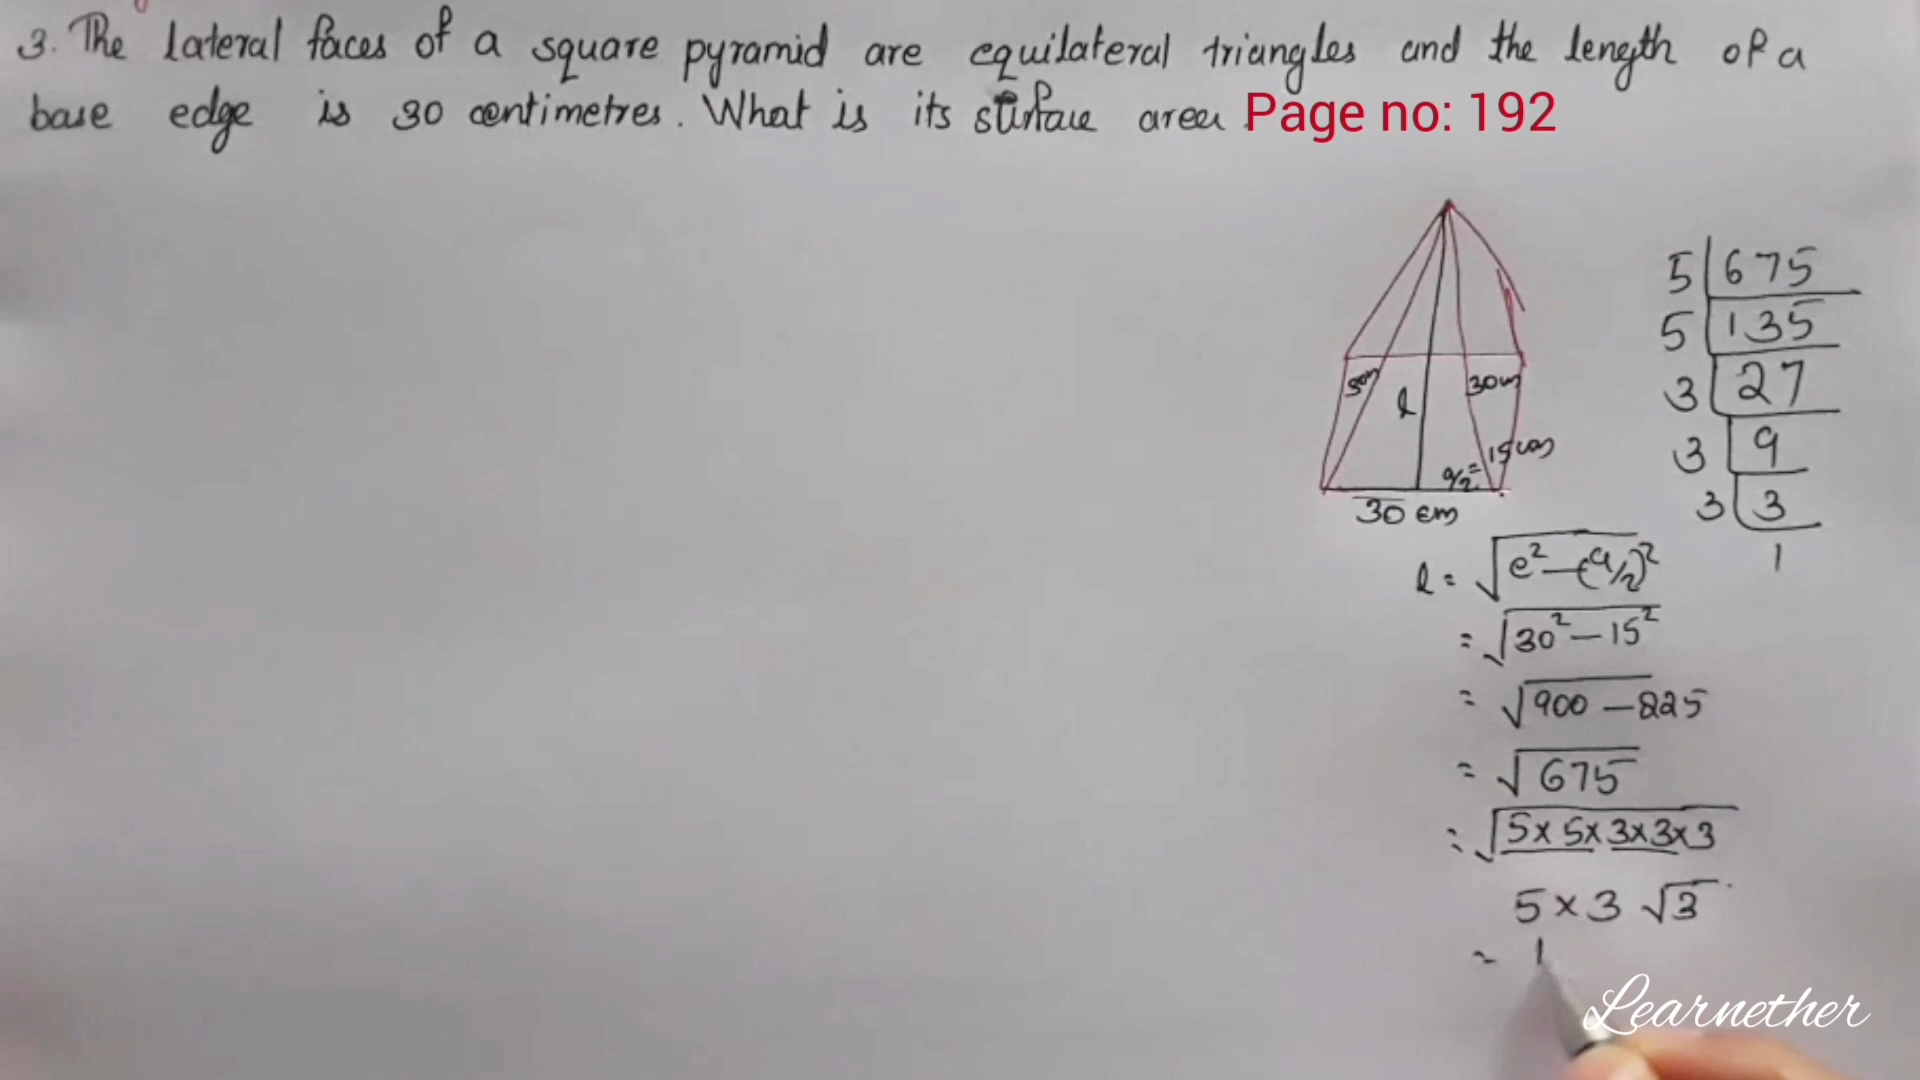 3. The lateral faces of a square pyramid are equilateral triangles and the length of a
base edge is 30 centimetres. What is its surface area. Page no: 192
30cm
l
15cm
a/2=
30 cm
5|675
5|135
3|27
3|9
3|3
1
l = √e²-(a/2)²
= √30²-15²
= √900-225
= √675
= √5×5×3×3×3
5×3 √3
= 1
Learnether